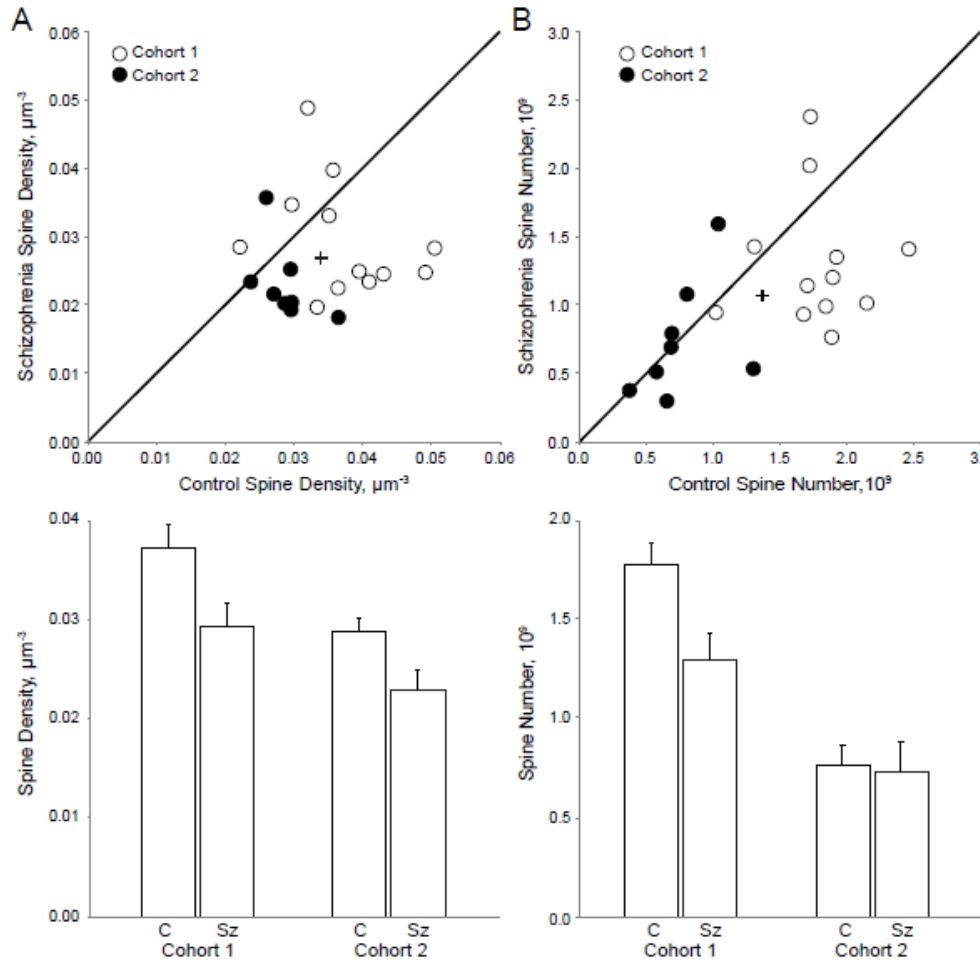 A
0.06
Cohort 1
Cohort 2
0.05
0.04
0.03
0.02
0.01
0.00
Schizophrenia Spine Density, µm⁻³
0.00 0.01 0.02 0.03 0.04 0.05 0.06
Control Spine Density, µm⁻³
B
3.0
Cohort 1
Cohort 2
2.5
2.0
1.5
1.0
0.5
0.0
Schizophrenia Spine Number, 10⁹
0.0 0.5 1.0 1.5 2.0 2.5 3.
Control Spine Number, 10⁹
0.04
0.03
0.02
0.01
0.00
Spine Density, µm⁻³
C Sz C Sz
Cohort 1 Cohort 2
2.0
1.5
1.0
0.5
0.0
Spine Number, 10⁹
C Sz C Sz
Cohort 1 Cohort 2